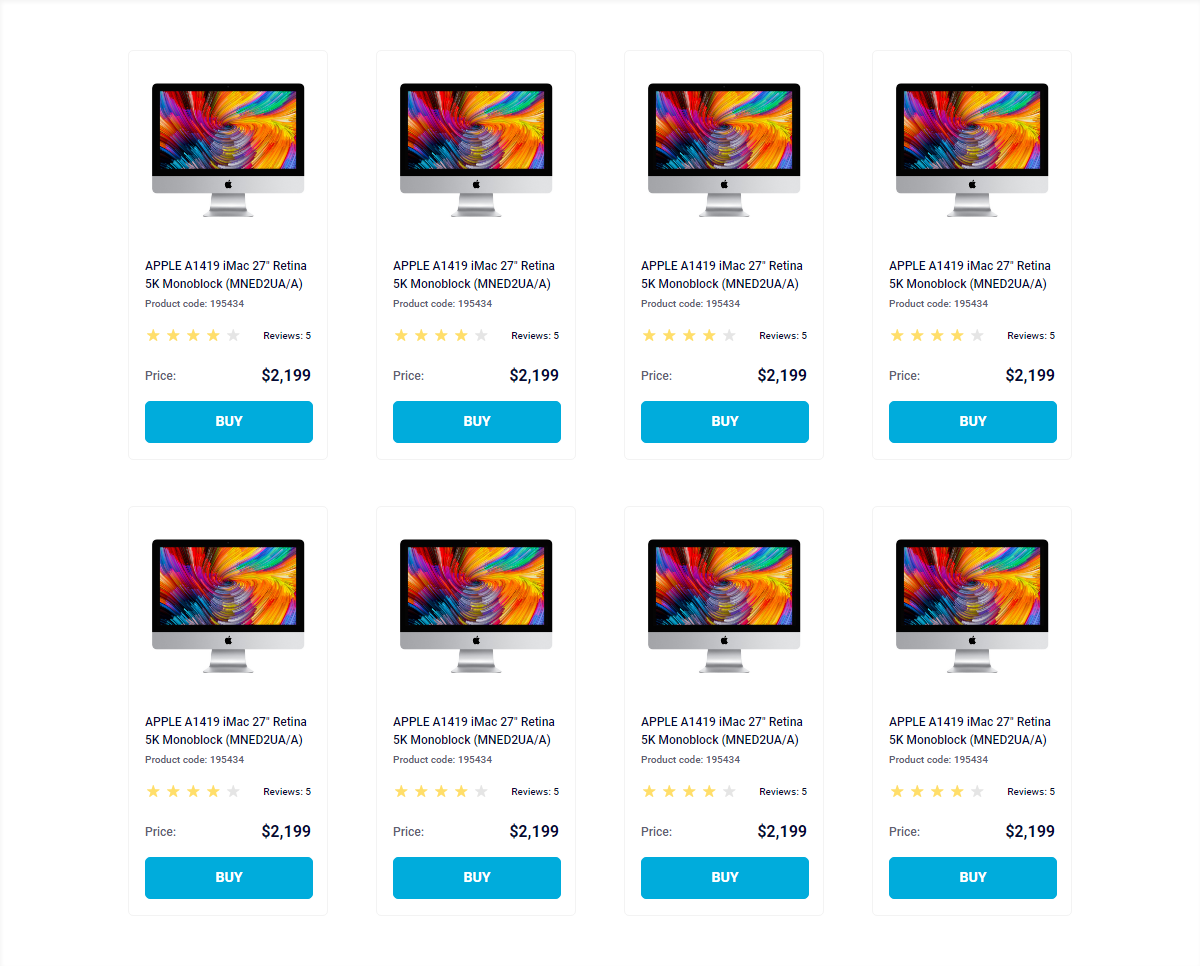 APPLE A1419 iMac 27" Retina
5K Monoblock (MNED2UA/A)
Product code: 195434
Reviews: 5
Price: $2,199
BUY
APPLE A1419 iMac 27" Retina
5K Monoblock (MNED2UA/A)
Product code: 195434
Reviews: 5
Price: $2,199
BUY
APPLE A1419 iMac 27" Retina
5K Monoblock (MNED2UA/A)
Product code: 195434
Reviews: 5
Price: $2,199
BUY
APPLE A1419 iMac 27" Retina
5K Monoblock (MNED2UA/A)
Product code: 195434
Reviews: 5
Price: $2,199
BUY
APPLE A1419 iMac 27" Retina
5K Monoblock (MNED2UA/A)
Product code: 195434
Reviews: 5
Price: $2,199
BUY
APPLE A1419 iMac 27" Retina
5K Monoblock (MNED2UA/A)
Product code: 195434
Reviews: 5
Price: $2,199
BUY
APPLE A1419 iMac 27" Retina
5K Monoblock (MNED2UA/A)
Product code: 195434
Reviews: 5
Price: $2,199
BUY
APPLE A1419 iMac 27" Retina
5K Monoblock (MNED2UA/A)
Product code: 195434
Reviews: 5
Price: $2,199
BUY